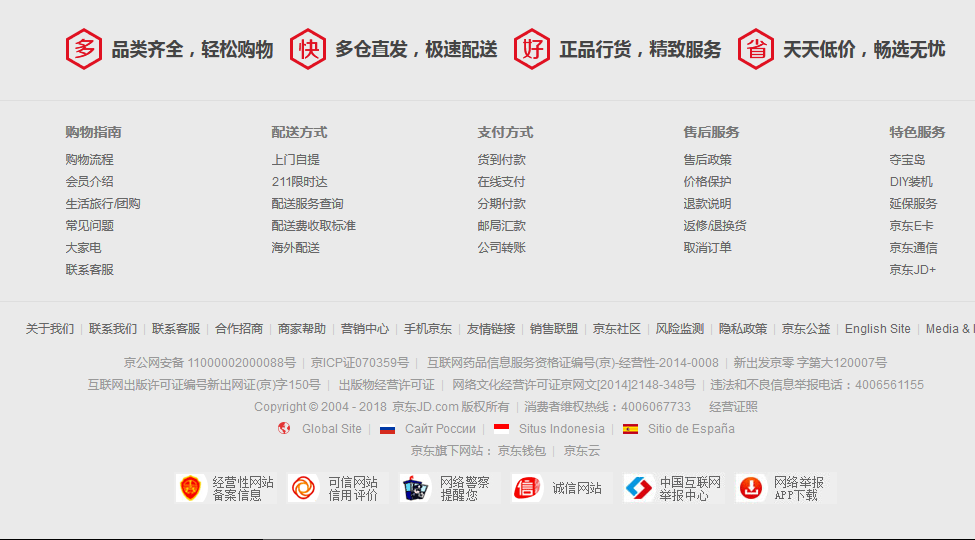 多 品类齐全，轻松购物 快 多仓直发，极速配送 好 正品行货，精致服务 省 天天低价，畅选无忧
购物指南 配送方式 支付方式 售后服务 特色服务
购物流程 上门自提 货到付款 售后政策 夺宝岛
会员介绍 211限时达 在线支付 价格保护 DIY装机
生活旅行/团购 配送服务查询 分期付款 退款说明 延保服务
常见问题 配送费收取标准 邮局汇款 返修/退换货 京东E卡
大家电 海外配送 公司转账 取消订单 京东通信
联系客服 京东JD+
关于我们 | 联系我们 | 联系客服 | 合作招商 | 商家帮助 | 营销中心 | 手机京东 | 友情链接 | 销售联盟 | 京东社区 | 风险监测 | 隐私政策 | 京东公益 | English Site | Media &
京公网安备 11000002000088号 | 京ICP证070359号 | 互联网药品信息服务资格证编号(京)-经营性-2014-0008 | 新出发京零 字第大120007号
互联网出版许可证编号新出网证(京)字150号 | 出版物经营许可证 | 网络文化经营许可证京网文[2014]2148-348号 | 违法和不良信息举报电话：4006561155
Copyright © 2004 - 2018 京东JD.com 版权所有 | 消费者维权热线：4006067733 经营证照
Global Site | Сайт России | Situs Indonesia | Sitio de España
京东旗下网站： 京东钱包 | 京东云
经营性网站 可信网站 网络警察 诚信网站 中国互联网 网络举报
备案信息 信用评价 提醒您 举报中心 APP下载